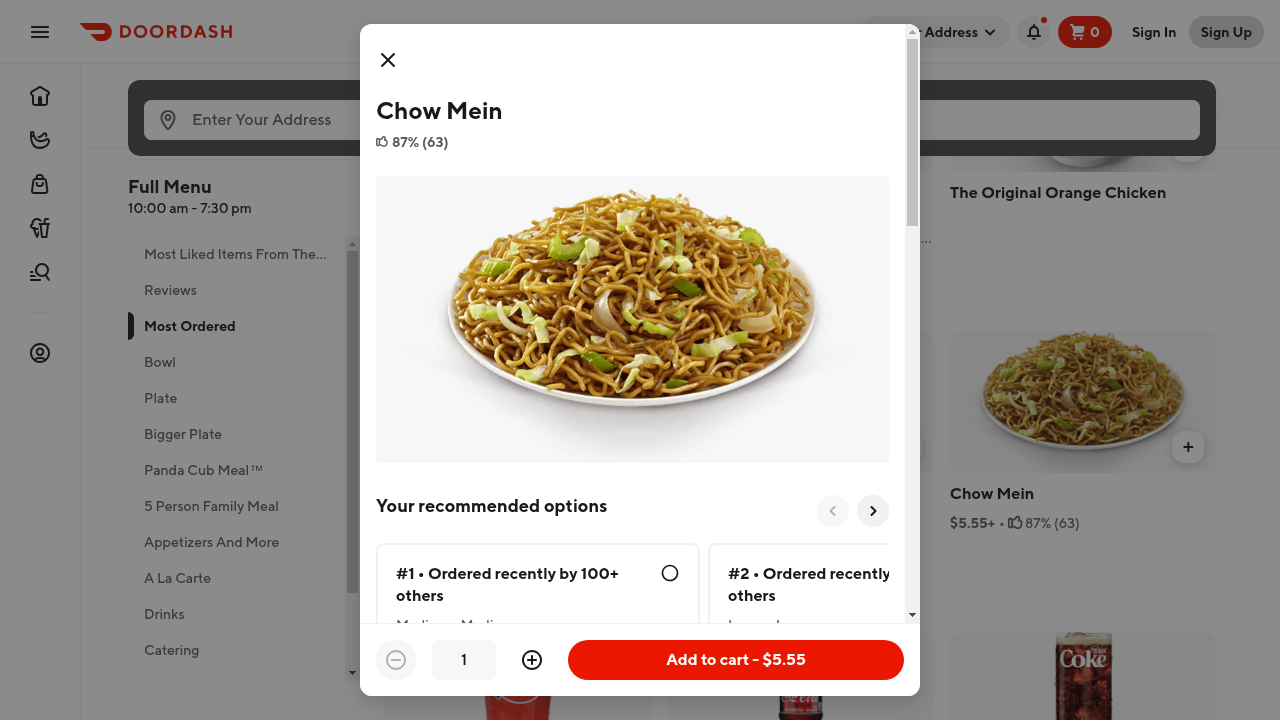 DOORDASH
Address
0
Sign In
Sign Up
Enter Your Address
Full Menu
10:00 am - 7:30 pm
Most Liked Items From The...
Reviews
Most Ordered
Bowl
Plate
Bigger Plate
Panda Cub Meal™
5 Person Family Meal
Appetizers And More
A La Carte
Drinks
Catering
Chow Mein
87% (63)
Your recommended options
#1 • Ordered recently by 100+
others
#2 • Ordered recently
others
1
Add to cart - $5.55
The Original Orange Chicken
...
Chow Mein
$5.55+ • 87% (63)
Diet
Coke